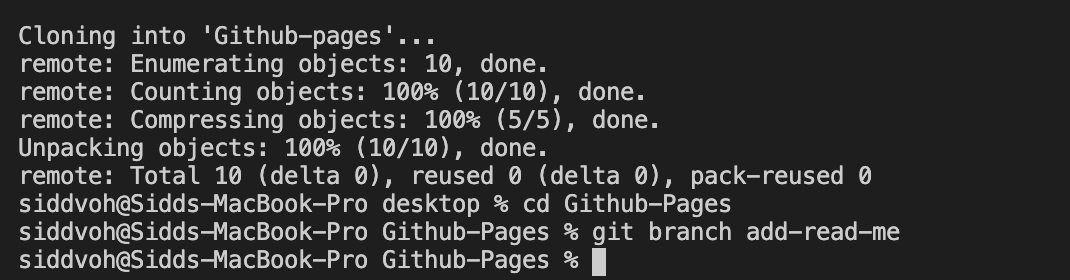 Cloning into 'Github-pages'...
remote: Enumerating objects: 10, done.
remote: Counting objects: 100% (10/10), done.
remote: Compressing objects: 100% (5/5), done.
Unpacking objects: 100% (10/10), done.
remote: Total 10 (delta 0), reused 0 (delta 0), pack-reused 0
siddvoh@Sidds-MacBook-Pro desktop % cd Github-Pages
siddvoh@Sidds-MacBook-Pro Github-Pages % git branch add-read-me
siddvoh@Sidds-MacBook-Pro Github-Pages %